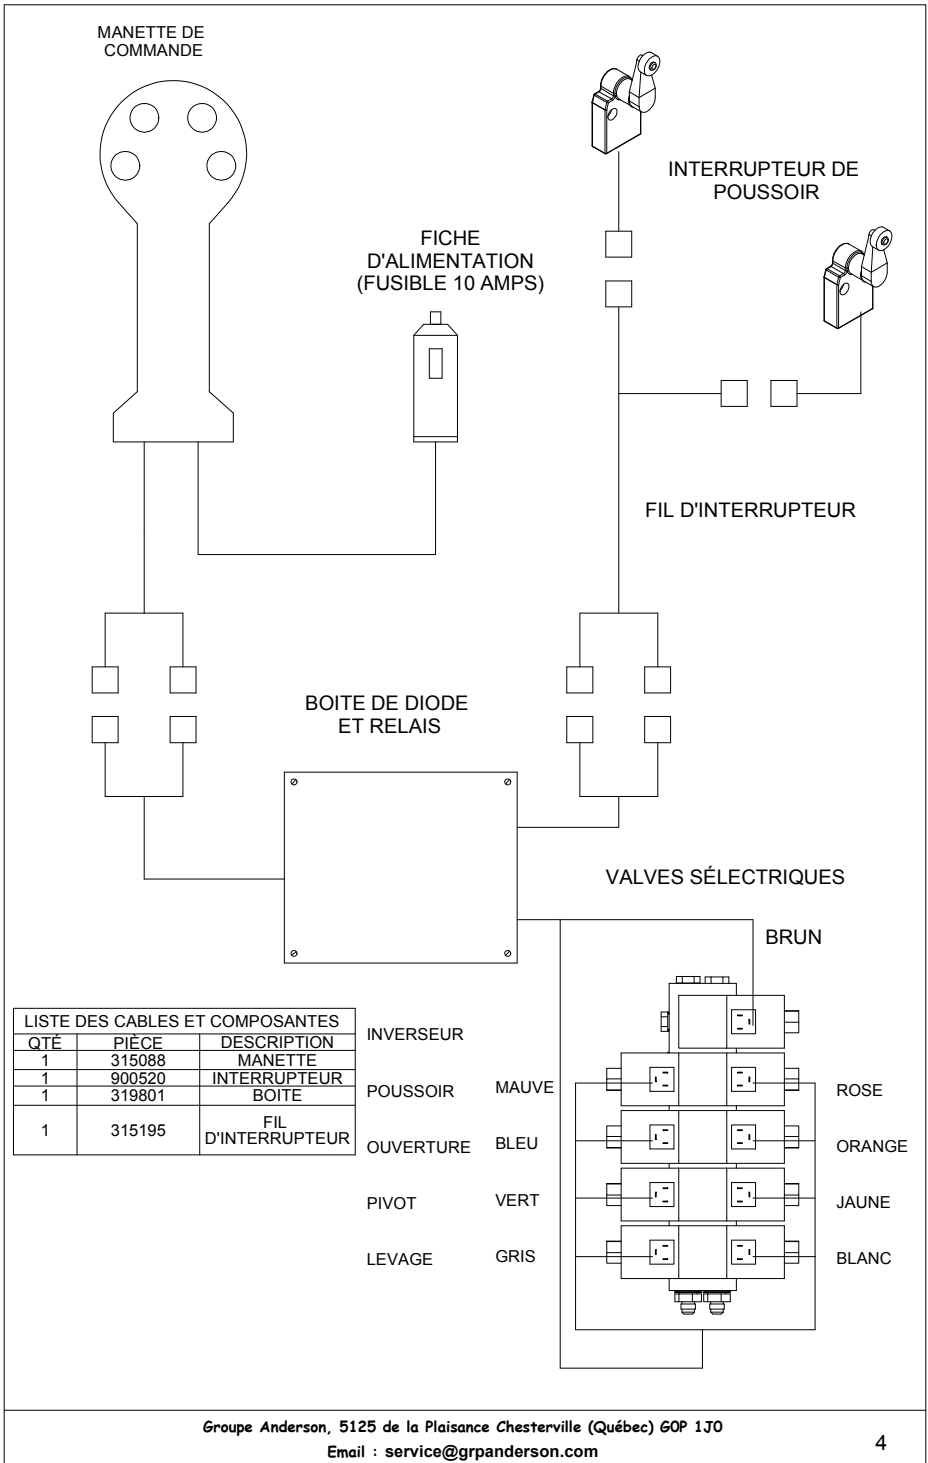 MANETTE DE
COMMANDE
INTERRUPTEUR DE
POUSSOIR
FICHE
D'ALIMENTATION
(FUSIBLE 10 AMPS)
FIL D'INTERRUPTEUR
BOITE DE DIODE
ET RELAIS
VALVES SÉLECTRIQUES
BRUN
LISTE DES CABLES ET COMPOSANTES
QTÉ PIÈCE DESCRIPTION
1 315088 MANETTE
1 900520 INTERRUPTEUR
1 319801 BOITE
1 315195 FIL
D'INTERRUPTEUR
INVERSEUR
POUSSOIR MAUVE ROSE
OUVERTURE BLEU ORANGE
PIVOT VERT JAUNE
LEVAGE GRIS BLANC
Groupe Anderson, 5125 de la Plaisance Chesterville (Québec) G0P 1J0
Email : service@grpanderson.com
4